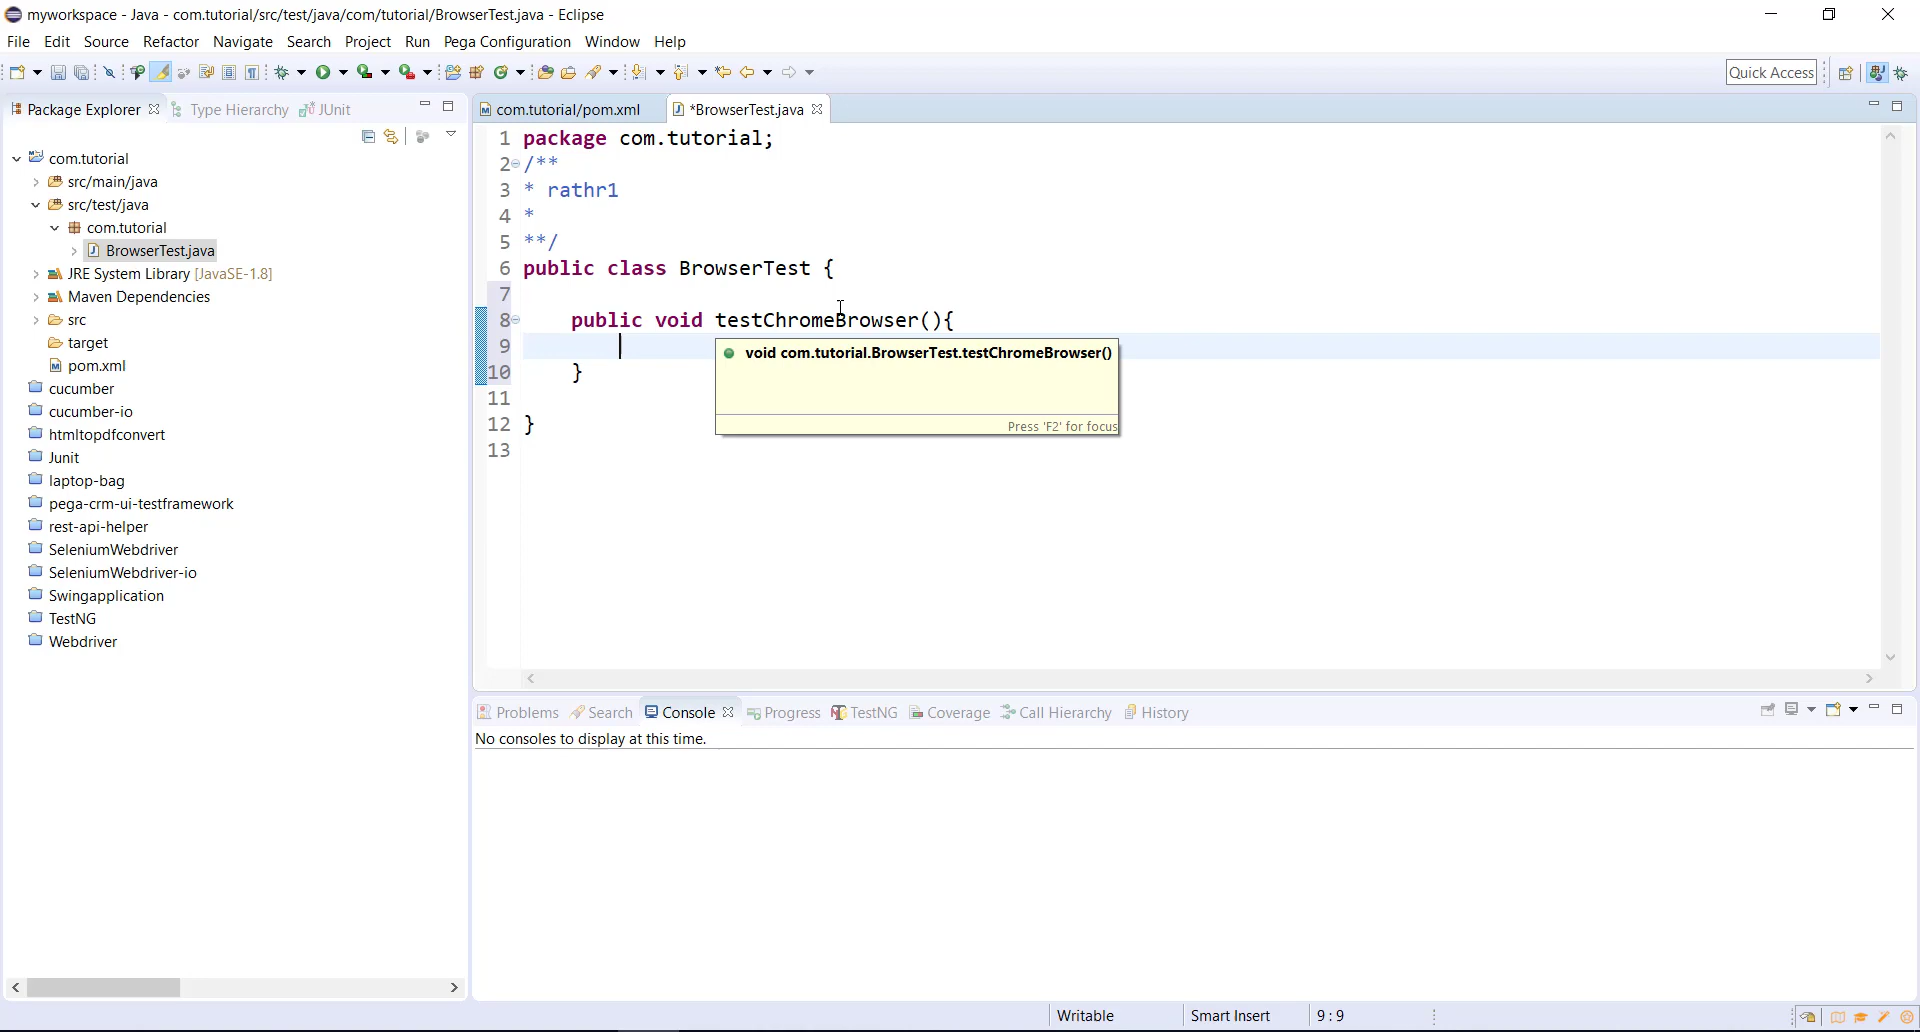 myworkspace - Java - com.tutorial/src/test/java/com/tutorial/BrowserTest.java - Eclipse
File Edit Source Refactor Navigate Search Project Run Pega Configuration Window Help
Quick Access
Package Explorer Type Hierarchy JUnit
com.tutorial
src/main/java
src/test/java
com.tutorial
BrowserTest.java
JRE System Library [JavaSE-1.8]
Maven Dependencies
src
target
pom.xml
cucumber
cucumber-io
htmltopdfconvert
Junit
laptop-bag
pega-crm-ui-testframework
rest-api-helper
SeleniumWebdriver
SeleniumWebdriver-io
Swingapplication
TestNG
Webdriver
com.tutorial/pom.xml *BrowserTest.java
1 package com.tutorial;
2 /**
3 * rathr1
4 *
5 **/
6 public class BrowserTest {
7
8 public void testChromeBrowser(){
9
10 }
11
12 }
13
void com.tutorial.BrowserTest.testChromeBrowser()
Press 'F2' for focus
Problems Search Console Progress TestNG Coverage Call Hierarchy History
No consoles to display at this time.
Writable Smart Insert 9 : 9